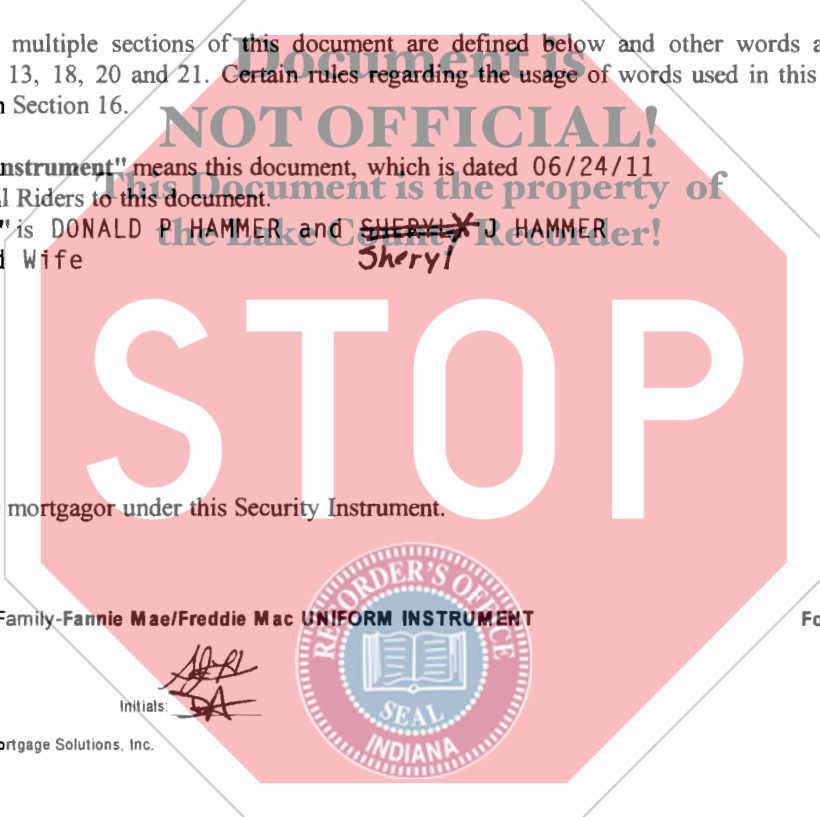 multiple sections of this document are defined below and other words a
13, 18, 20 and 21. Certain rules regarding the usage of words used in this
n Section 16.
Document is
NOT OFFICIAL!
This Document is the property of
the Lake County Recorder!
nstrument" means this document, which is dated 06/24/11
l Riders to this document.
" is DONALD P HAMMER and SHERYL J HAMMER
d Wife
Sheryl
STOP
mortgagor under this Security Instrument.
Family-Fannie Mae/Freddie Mac UNIFORM INSTRUMENT
Fo
RECORDER'S OFFICE
SEAL
INDIANA
Initials:
ortgage Solutions, Inc.